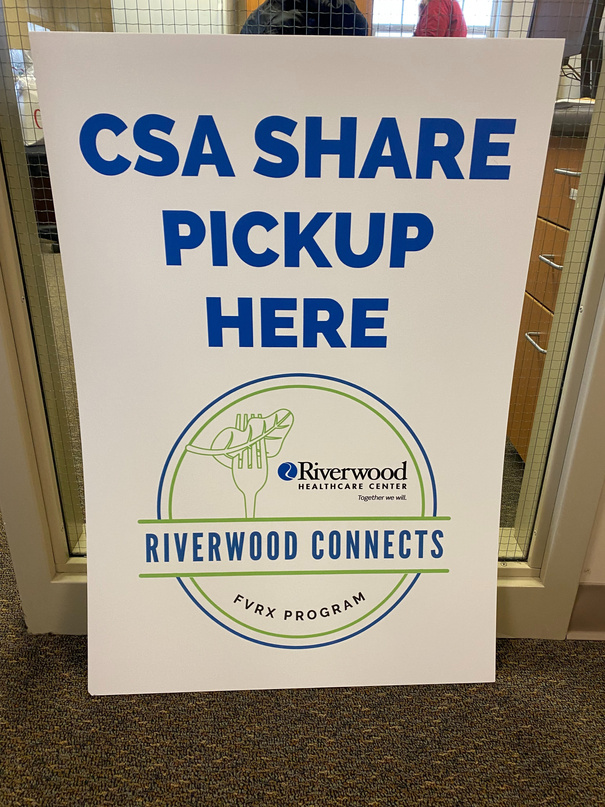 CSA SHARE
PICKUP
HERE
Riverwood
HEALTHCARE CENTER
Together we will.
RIVERWOOD CONNECTS
FVRX PROGRAM